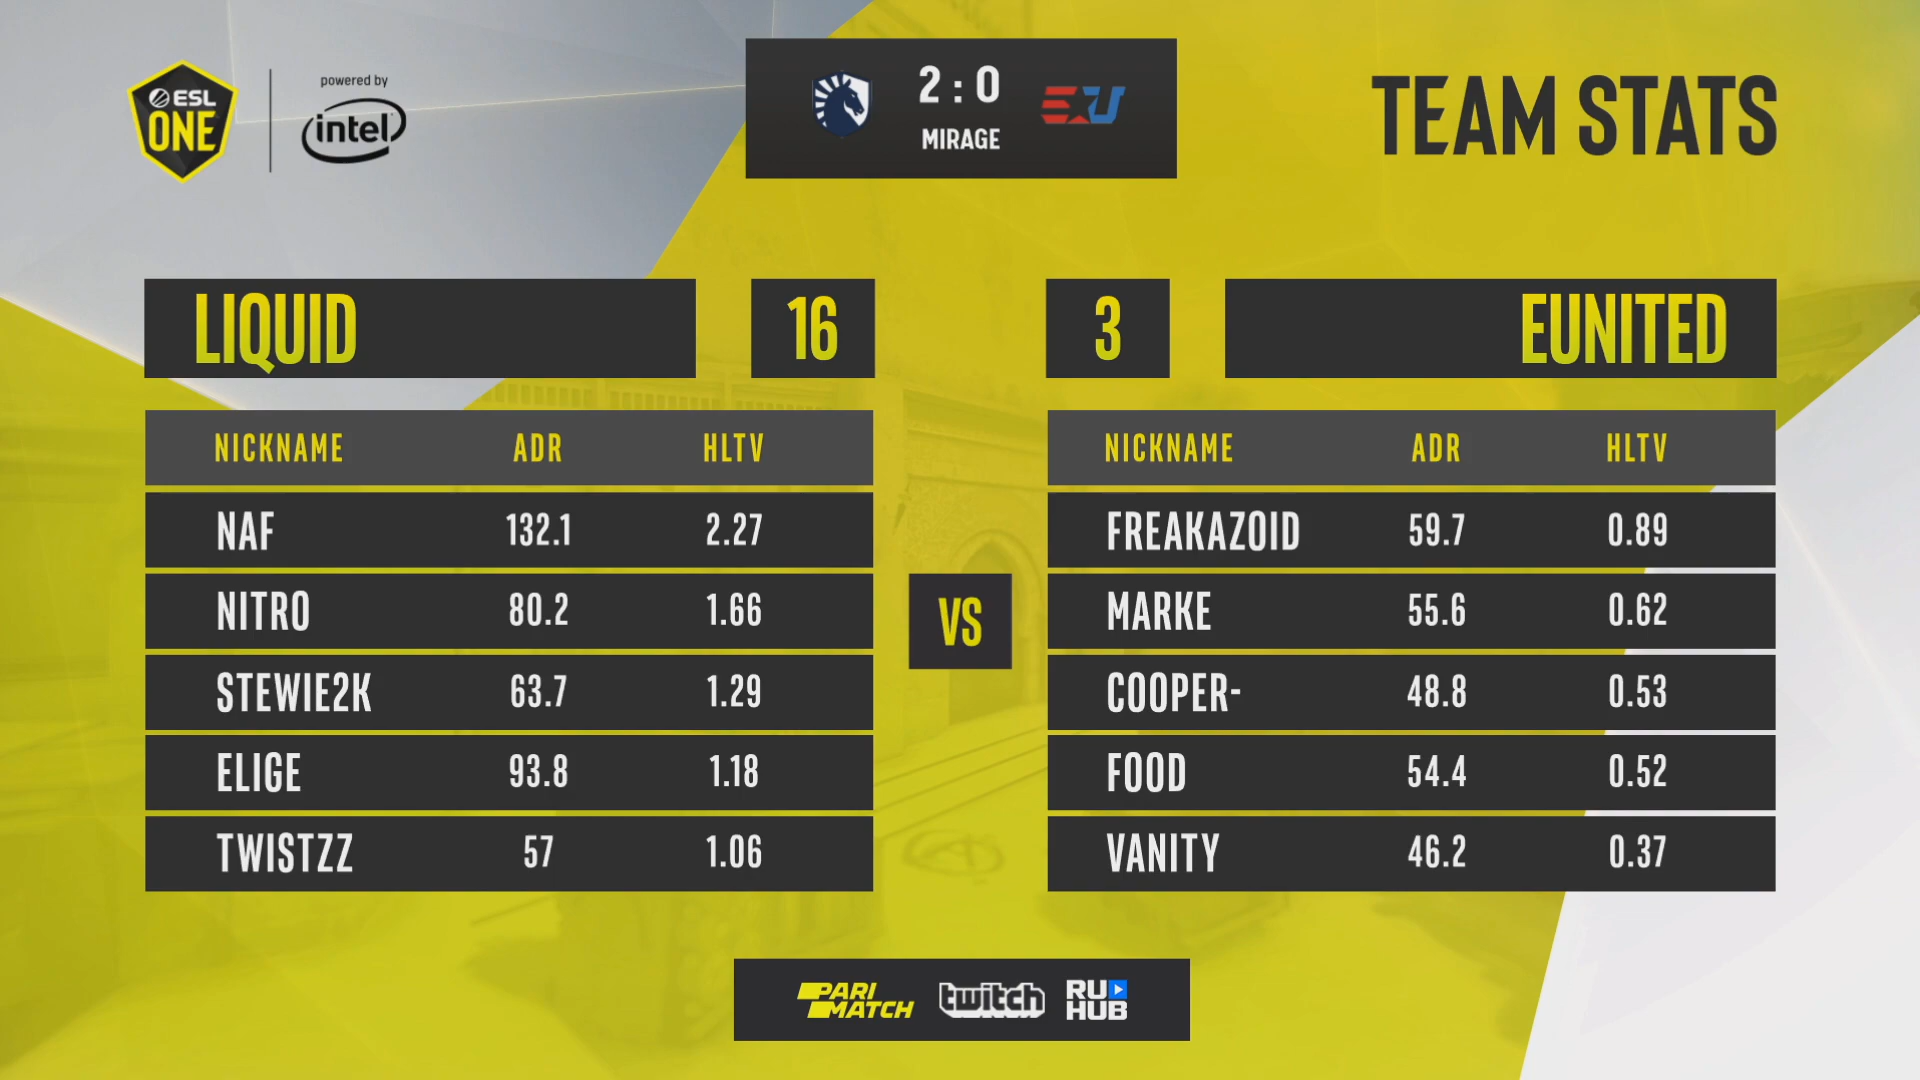 ESL
ONE
powered by
intel
2 : 0
MIRAGE
EU
TEAM STATS
LIQUID 16
3 EUNITED
NICKNAME ADR HLTV
NAF 132.1 2.27
NITRO 80.2 1.66
STEWIE2K 63.7 1.29
ELIGE 93.8 1.18
TWISTZZ 57 1.06
VS
NICKNAME ADR HLTV
FREAKAZOID 59.7 0.89
MARKE 55.6 0.62
COOPER- 48.8 0.53
FOOD 54.4 0.52
VANITY 46.2 0.37
PARI
MATCH
twitch
RU
HUB